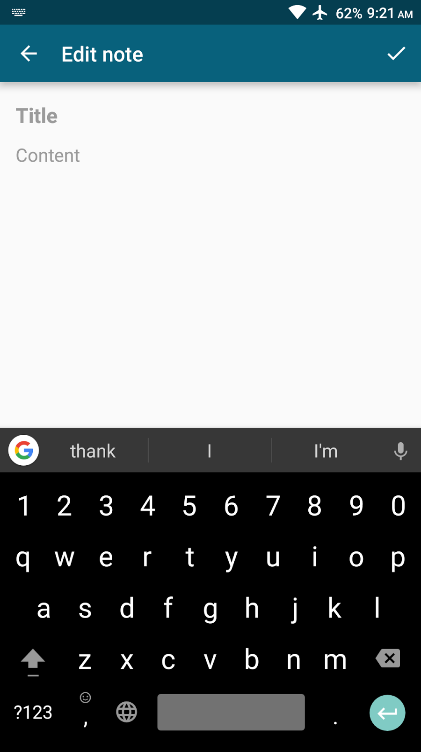 62% 9:21 AM
Edit note
Title
Content
thank I I'm
1 2 3 4 5 6 7 8 9 0
q w e r t y u i o p
a s d f g h j k l
z x c v b n m
?123 , .